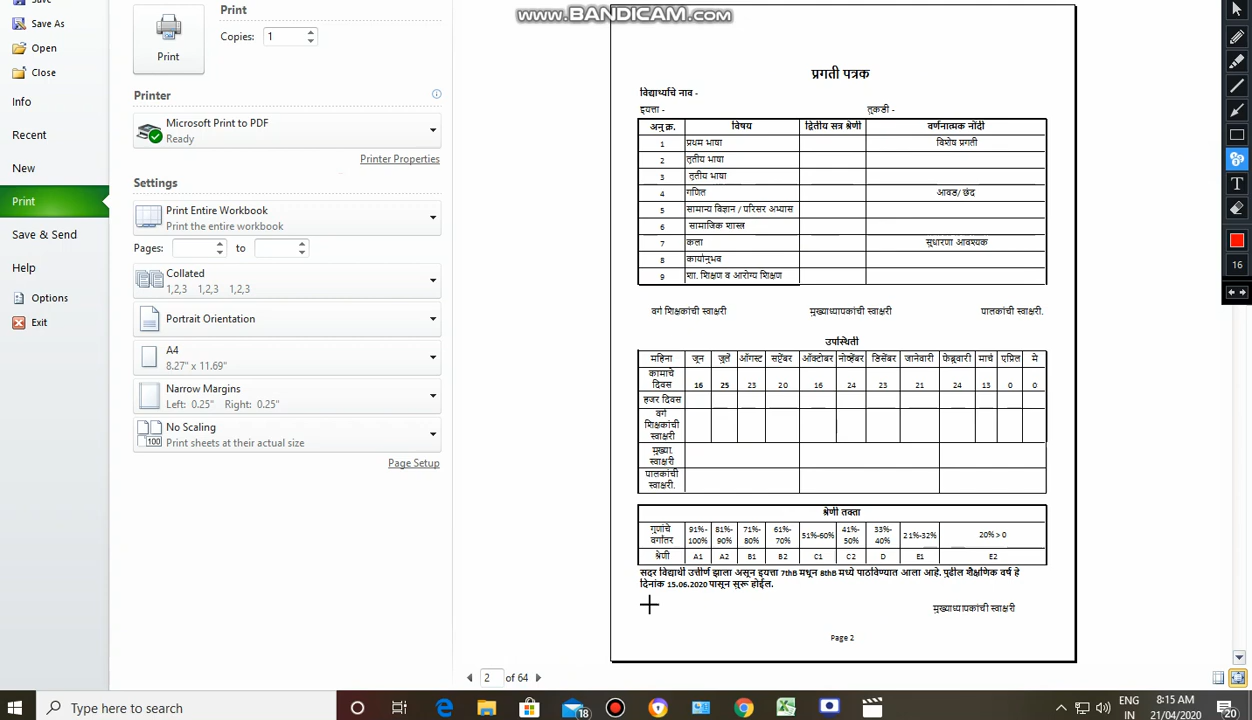 Save
www.BANDICAM.com
Save As
Open
Close
Info
Recent
New
Print
Save & Send
Help
Options
Exit
Print
Print
Copies: 1
Printer
Microsoft Print to PDF
Ready
Printer Properties
Settings
Print Entire Workbook
Print the entire workbook
Pages: to
Collated
1,2,3 1,2,3 1,2,3
Portrait Orientation
A4
8.27" x 11.69"
Narrow Margins
Left: 0.25" Right: 0.25"
No Scaling
100 Print sheets at their actual size
Page Setup
प्रगती पत्रक
विद्यार्थ्याचे नाव -
इयत्ता - तुकडी -
अनु क्र. विषय द्वितीय सत्र श्रेणी वर्णनात्मक नोंदी
1 प्रथम भाषा विशेष प्रगती
2 तृतीय भाषा
3 तृतीय भाषा
4 गणित आवड/ छंद
5 सामान्य विज्ञान / परिसर अभ्यास
6 सामाजिक शास्त्र
7 कला सुधारणा आवश्यक
8 कार्यानुभव
9 शा. शिक्षण व आरोग्य शिक्षण
वर्ग शिक्षकांची स्वाक्षरी मुख्याध्यापकांची स्वाक्षरी पालकांची स्वाक्षरी.
उपस्थिती
महिना जून जुलै ऑगस्ट सप्टेंबर ऑक्टोबर नोव्हेंबर डिसेंबर जानेवारी फेब्रुवारी मार्च एप्रिल मे
कामाचे
दिवस 16 25 23 20 16 24 23 21 24 13 0 0
हजर दिवस
वर्ग
शिक्षकांची
स्वाक्षरी
मुख्या.
स्वाक्षरी
पालकांची
स्वाक्षरी.
श्रेणी तक्ता
गुणांचे
वर्गांतर
91%-100% 81%-90% 71%-80% 61%-70% 51%-60% 41%-50% 33%-40% 21%-32% 20% > 0
श्रेणी A1 A2 B1 B2 C1 C2 D E1 E2
सदर विद्यार्थी उत्तीर्ण झाला असून इयत्ता 7thB मधून 8thB मध्ये पाठविण्यात आला आहे. पुढील शैक्षणिक वर्ष हे
दिनांक 15.06.2020 पासून सुरू होईल.
मुख्याध्यापकांची स्वाक्षरी
Page 2
2 of 64
16
Type here to search
18
ENG
IN
8:15 AM
21/04/2020
20